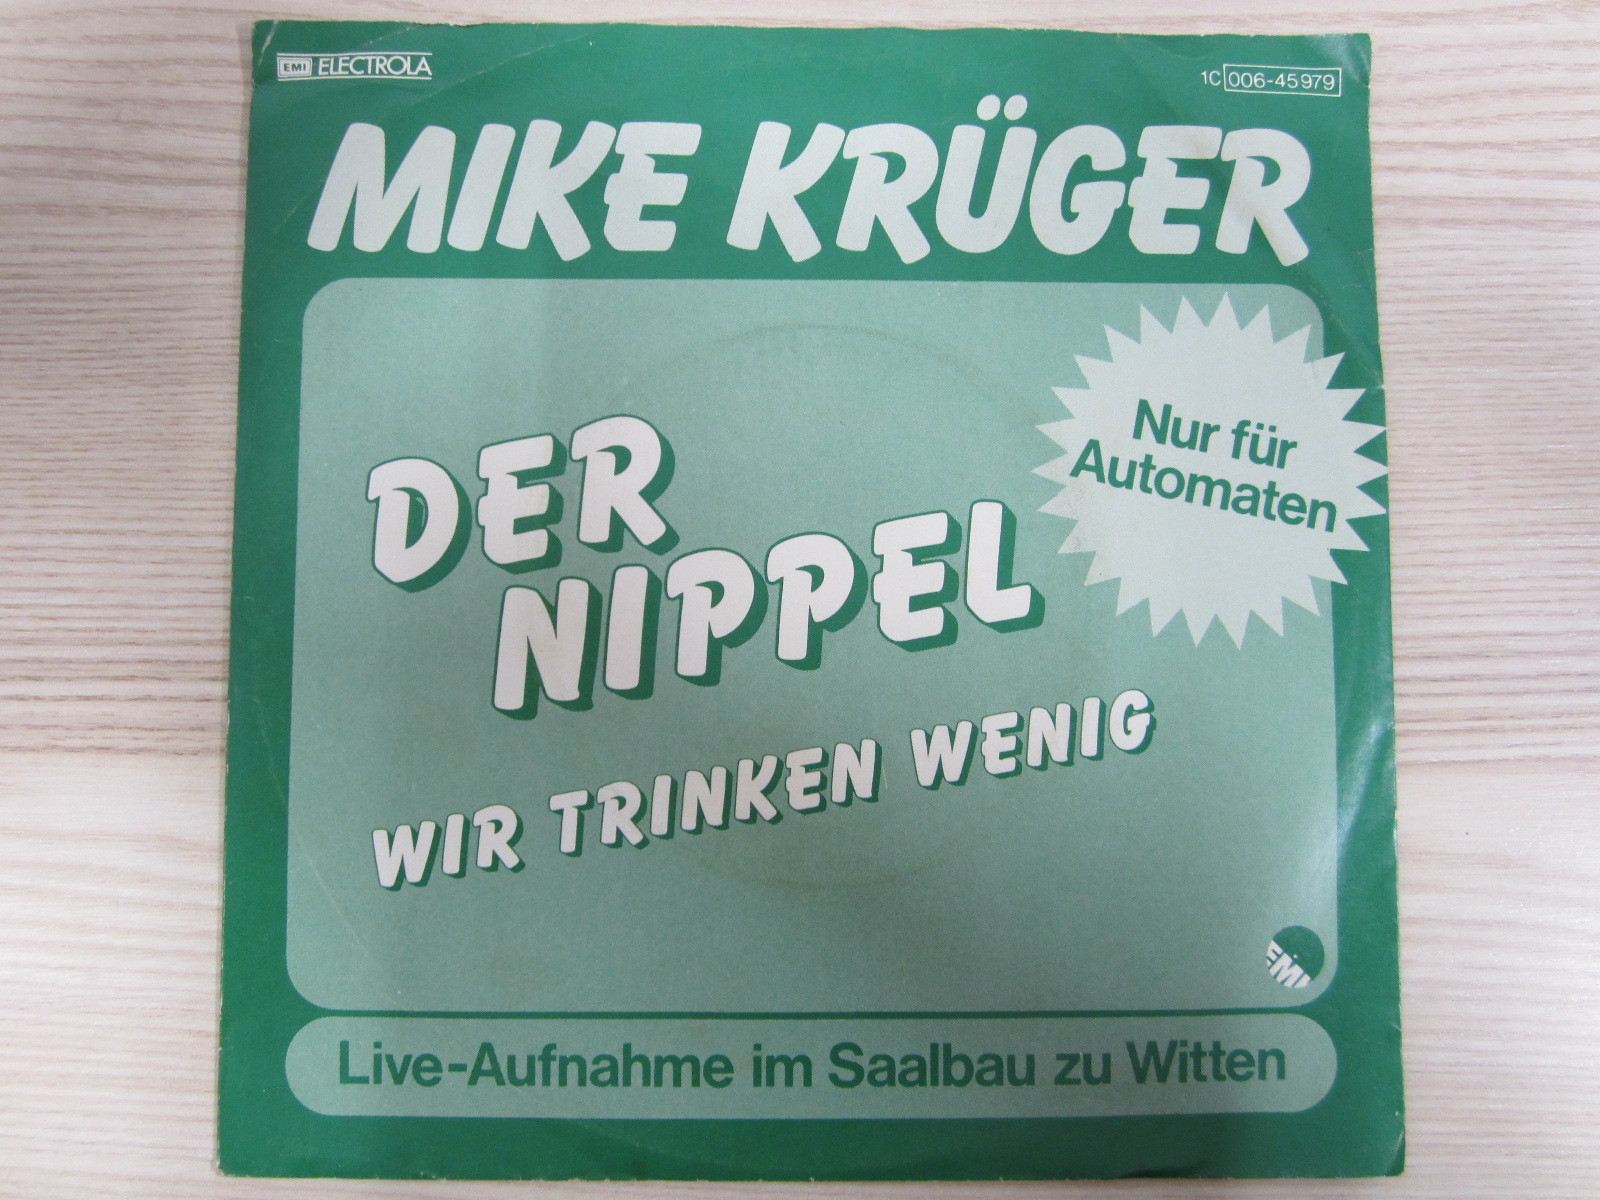 EMI ELECTROLA
1C 006-45979
MIKE KRÜGER
Nur für
Automaten
DER
NIPPEL
WIR TRINKEN WENIG
EMI
Live-Aufnahme im Saalbau zu Witten